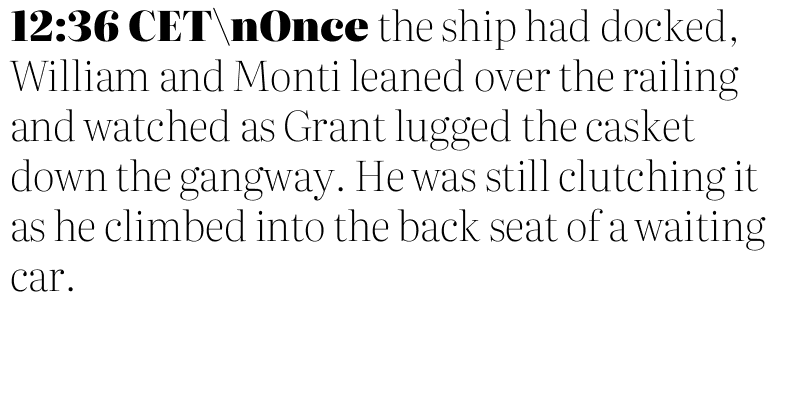 12:36 CET\nOnce the ship had docked,
William and Monti leaned over the railing
and watched as Grant lugged the casket
down the gangway. He was still clutching it
as he climbed into the back seat of a waiting
car.